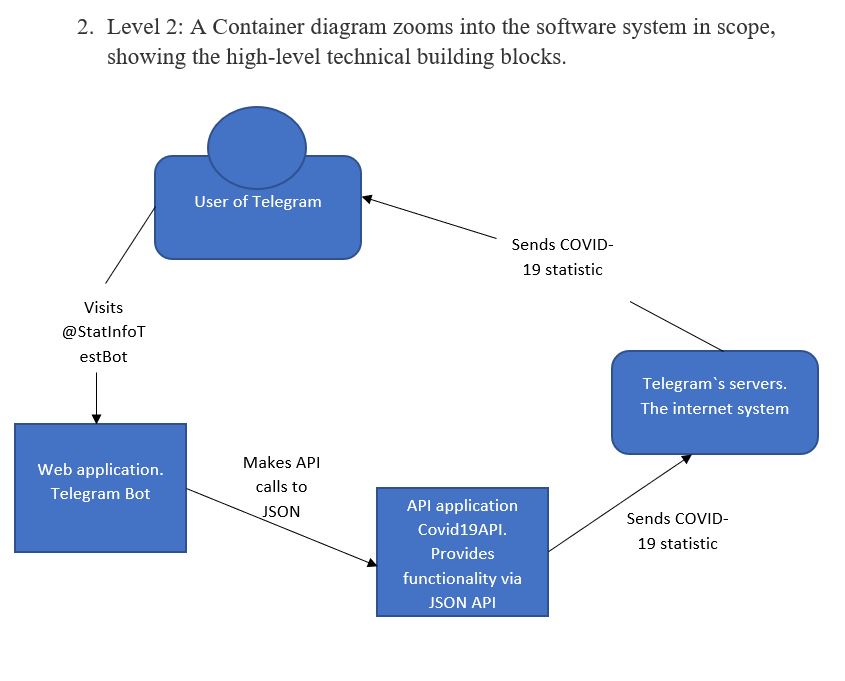 2. Level 2: A Container diagram zooms into the software system in scope,
showing the high-level technical building blocks.
User of Telegram
Sends COVID-
19 statistic
Visits
@StatInfoT
estBot
Telegram`s servers.
The internet system
Web application.
Telegram Bot
Makes API
calls to
JSON
API application
Covid19API.
Provides
functionality via
JSON API
Sends COVID-
19 statistic